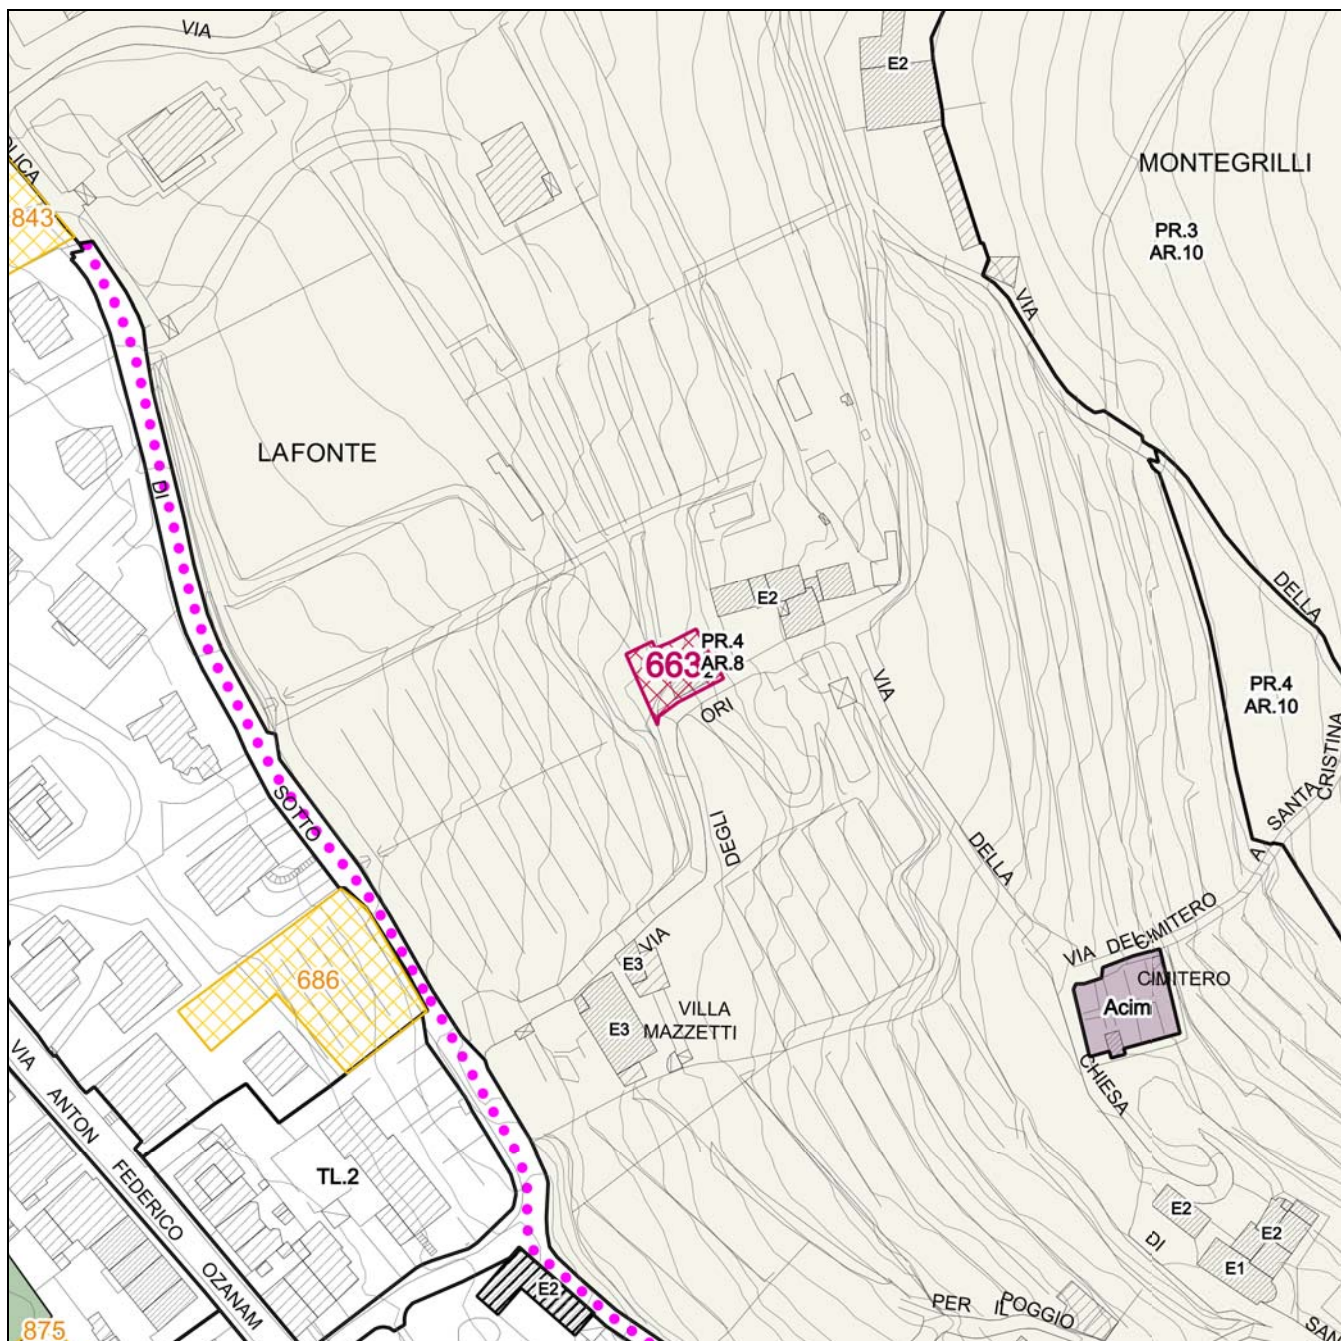 VIA
E2
MONTEGRILLI
843
PR.3
AR.10
VIA
LAFONTE
DI
DELLA
E2
PR.4
AR.8
663
ORI
VIA
PR.4
AR.10
CRISTINA
SANTA
A
SOTTO
DEGLI
DELLA
VIA DEL CIMITERO
VIA
E3
686
CIMITERO
Acim
VILLA
MAZZETTI
E3
CHIESA
VIA ANTON FEDERICO OZANAM
TL.2
E2
E2
DI
E1
E2
PER IL POGGIO
875